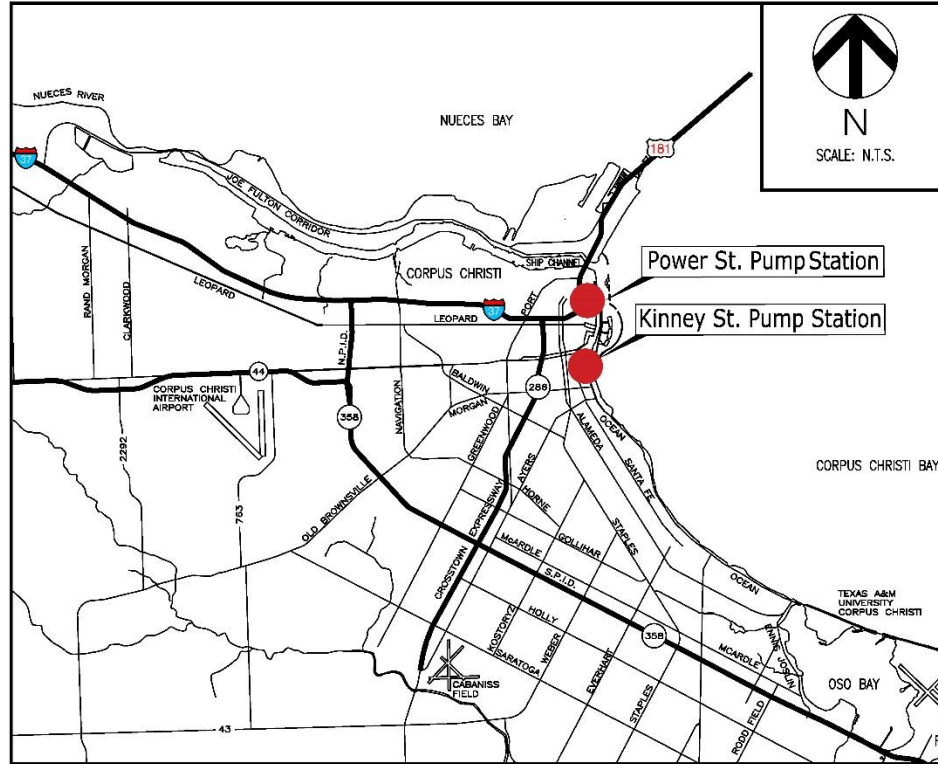 N
SCALE: N.T.S.
NUECES RIVER
NUECES BAY
181
37
JOE FULTON CORRIDOR
SHIP CHANNEL
Power St. Pump Station
CORPUS CHRISTI
RAND MORGAN
CLARKWOOD
LEOPARD
LEOPARD
37
PORT
Kinney St. Pump Station
N.P.I.D.
44
CORPUS CHRISTI
INTERNATIONAL
AIRPORT
358
NAVIGATION
BALDWIN
MORGAN
286
GREENWOOD
ALAMEDA
OCEAN
SANTA FE
CORPUS CHRISTI BAY
2292
763
OLD BROWNSVILLE
CROSSTOWN EXPRESSWAY
AYERS
HORNE
GOLLIHAR
McARDLE
S.P.I.D.
STAPLES
OCEAN
TEXAS A&M
UNIVERSITY
CORPUS CHRISTI
KOSTORYZ
HOLLY
SARATOGA
WEBER
EVERHART
358
MCARDLE
ENNIS JOSLIN
OSO BAY
CABANISS
FIELD
STAPLES
RODD FIELD
43